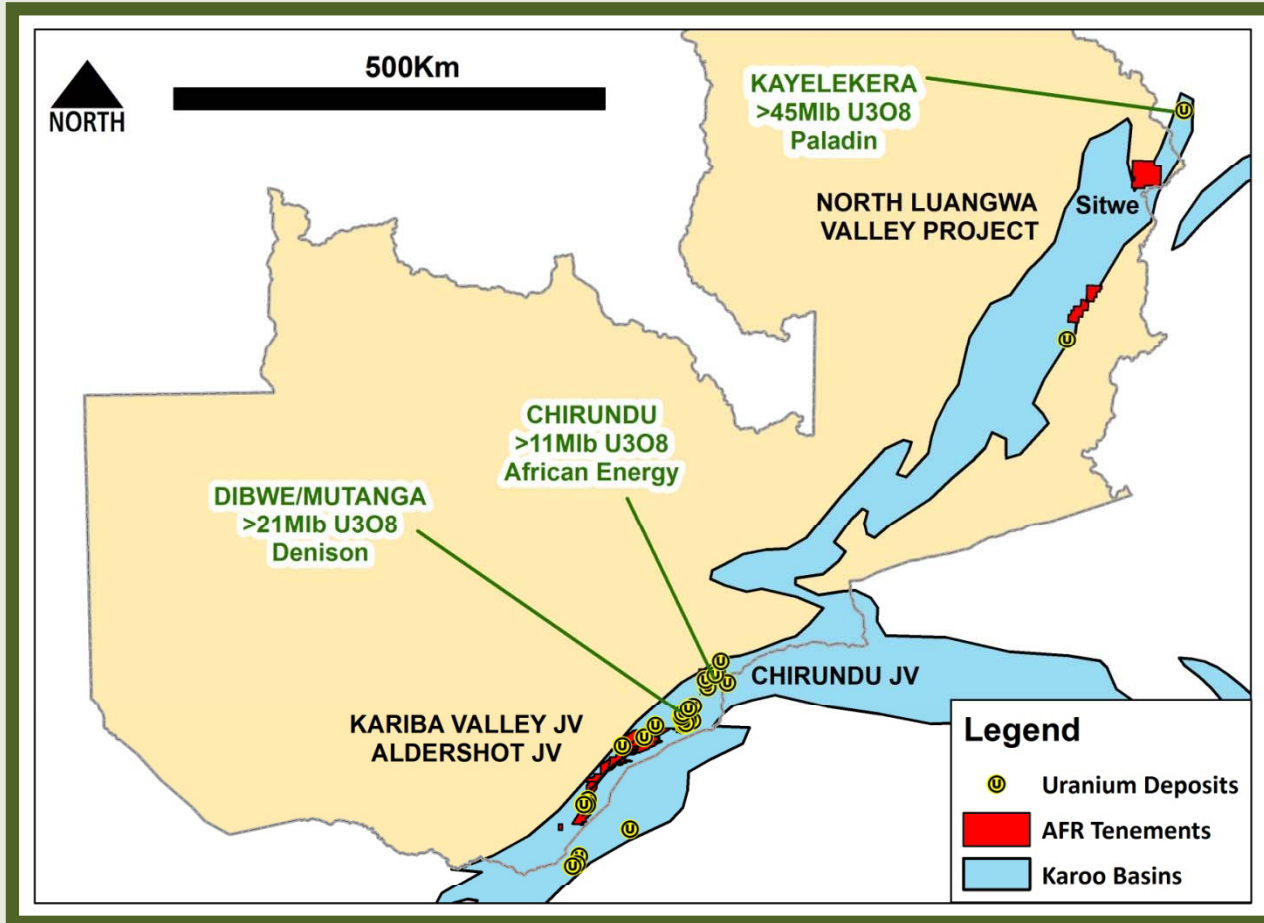 500Km
NORTH
KAYELEKERA
>45Mlb U3O8
Paladin
NORTH LUANGWA
VALLEY PROJECT
Sitwe
CHIRUNDU
>11Mlb U3O8
African Energy
DIBWE/MUTANGA
>21Mlb U3O8
Denison
CHIRUNDU JV
KARIBA VALLEY JV
ALDERSHOT JV
Legend
U Uranium Deposits
AFR Tenements
Karoo Basins